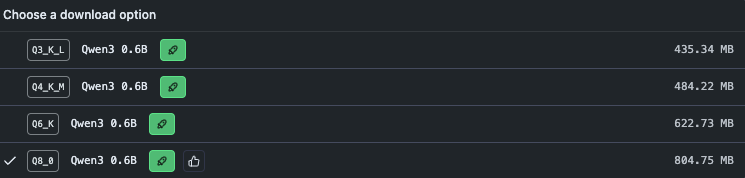 Choose a download option
Q3_K_L Qwen3 0.6B 435.34 MB
Q4_K_M Qwen3 0.6B 484.22 MB
Q6_K Qwen3 0.6B 622.73 MB
Q8_0 Qwen3 0.6B 804.75 MB